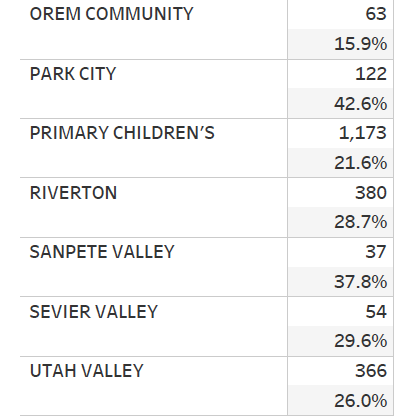 OREM COMMUNITY 63
15.9%
PARK CITY 122
42.6%
PRIMARY CHILDREN'S 1,173
21.6%
RIVERTON 380
28.7%
SANPETE VALLEY 37
37.8%
SEVIER VALLEY 54
29.6%
UTAH VALLEY 366
26.0%